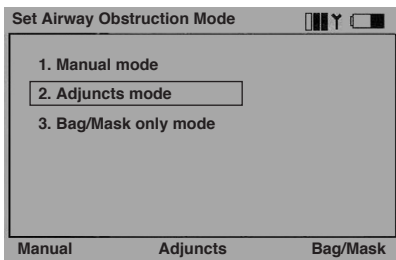 Set Airway Obstruction Mode
1. Manual mode
2. Adjuncts mode
3. Bag/Mask only mode
Manual Adjuncts Bag/Mask